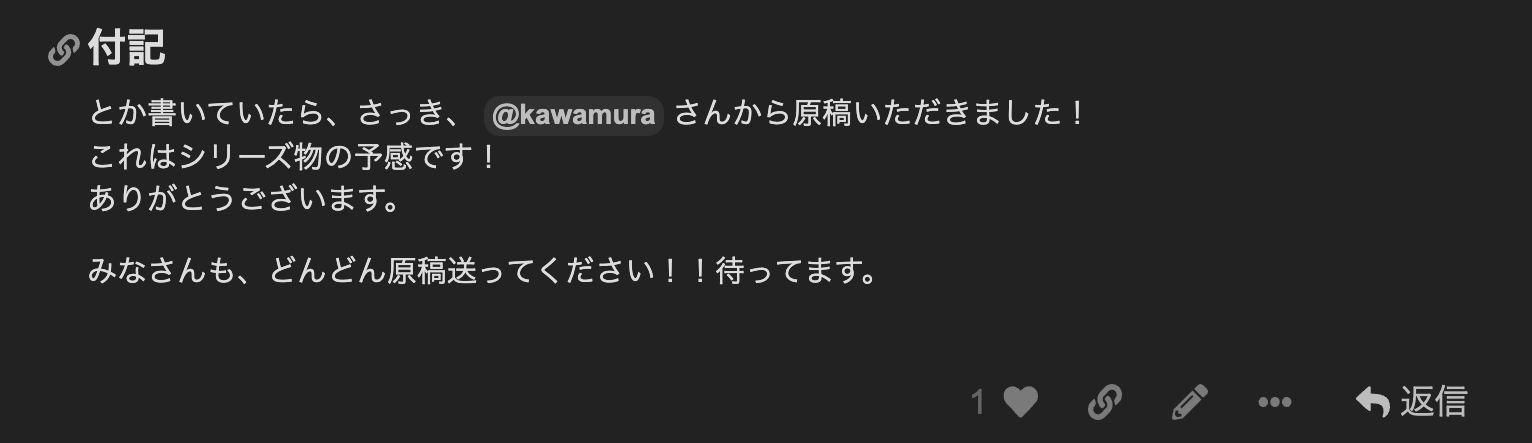 付記
とか書いていたら、さっき、 @kawamura さんから原稿いただきました！
これはシリーズ物の予感です！
ありがとうございます。
みなさんも、どんどん原稿送ってください！！待ってます。
1 返信